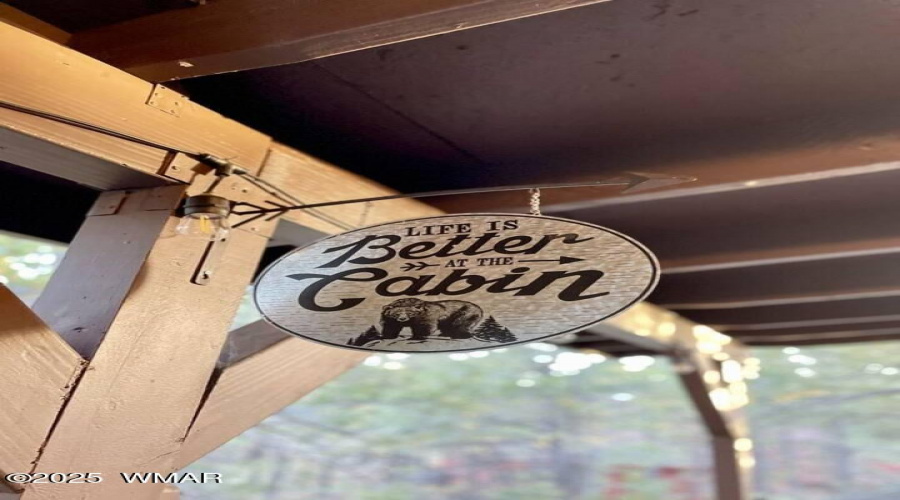 LIFE IS
Better
AT THE
Cabin
©2025 WMAR